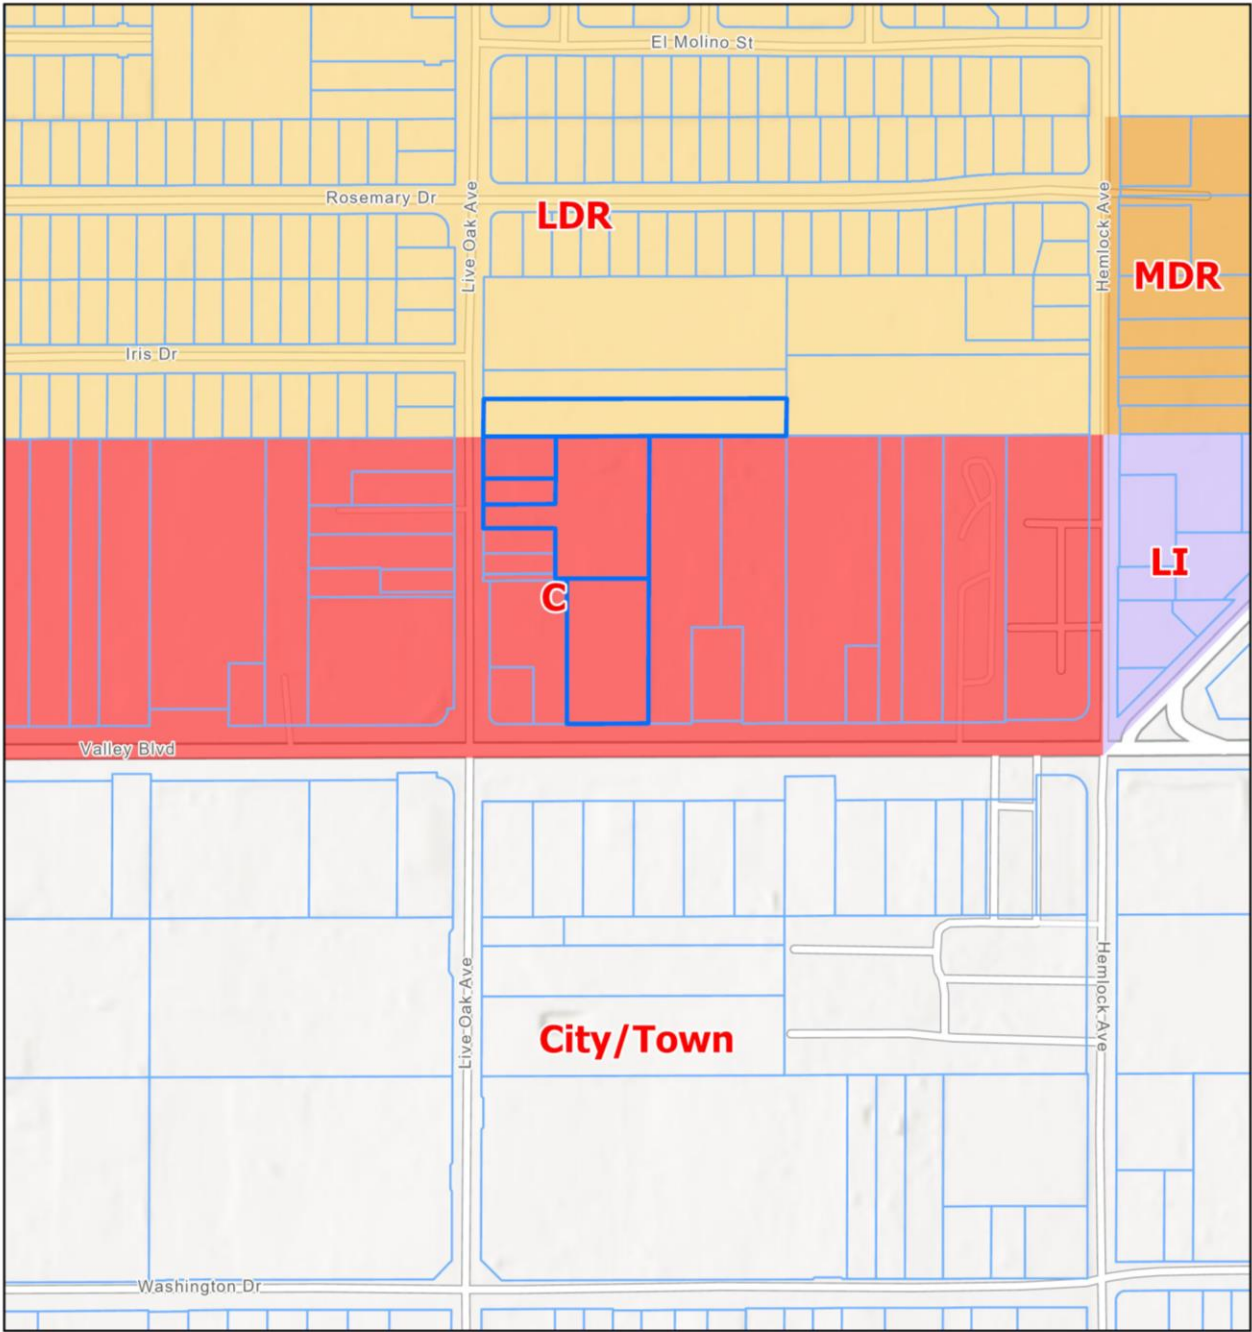 El Molino St
Rosemary Dr
Live Oak Ave
LDR
Hemlock Ave
MDR
Iris Dr
C
LI
Valley Blvd
Live Oak Ave
City/Town
Hemlock Ave
Washington Dr